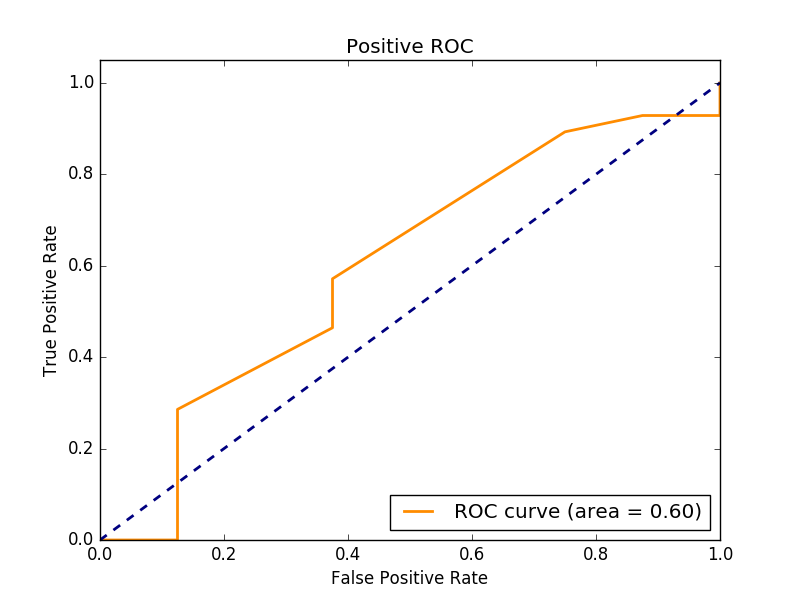 Positive ROC
1.0
0.8
0.6
0.4
0.2
0.0
True Positive Rate
ROC curve (area = 0.60)
0.0 0.2 0.4 0.6 0.8 1.0
False Positive Rate